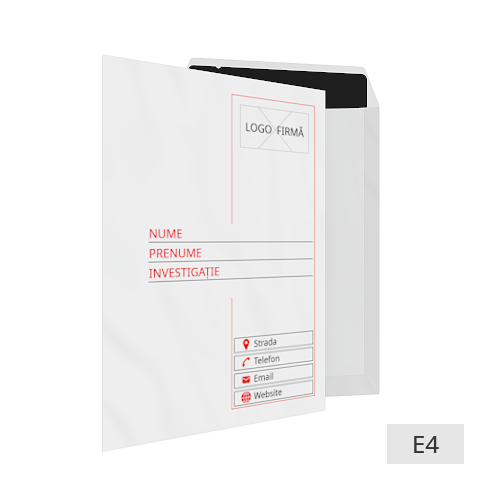 LOGO FIRMĂ
NUME
PRENUME
INVESTIGAȚIE
Strada
Telefon
Email
Website
E4